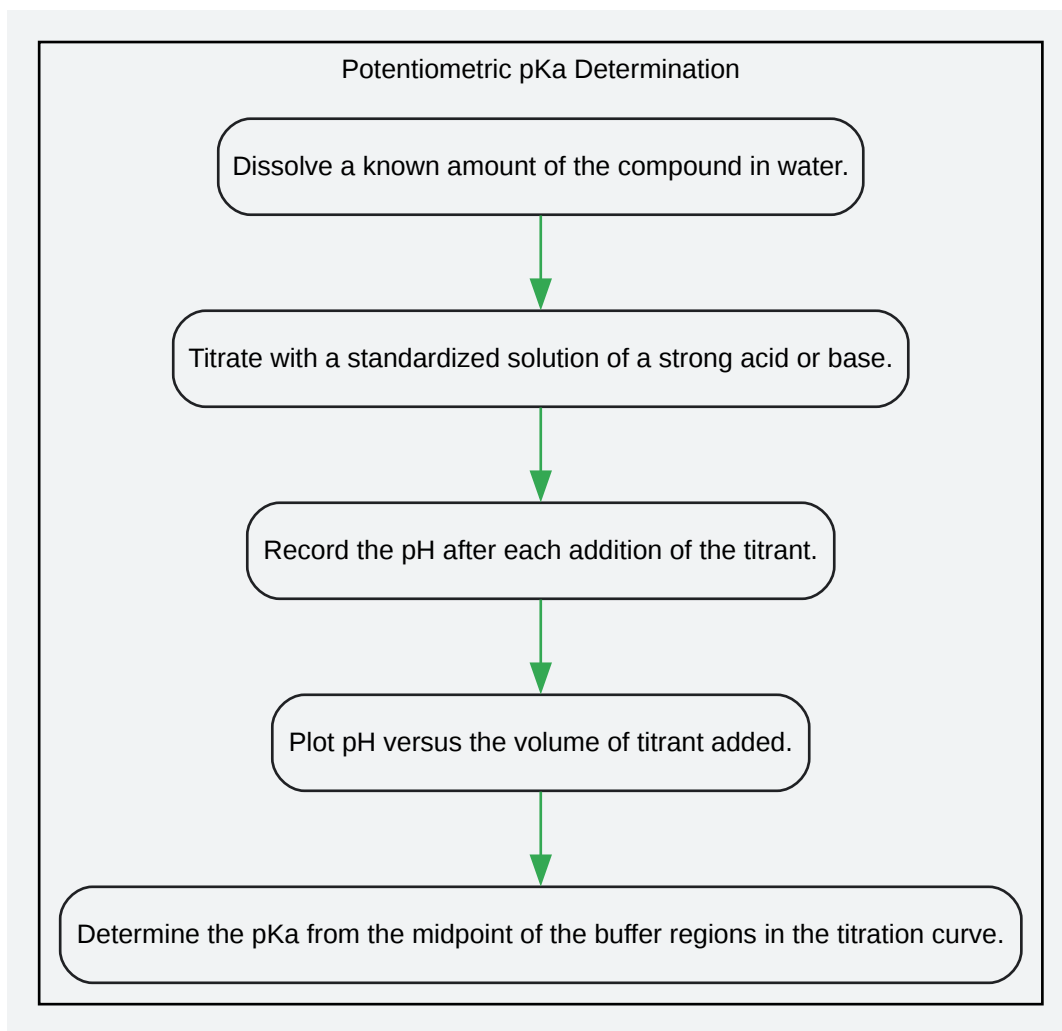 Potentiometric pKa Determination
Dissolve a known amount of the compound in water.
Titrate with a standardized solution of a strong acid or base.
Record the pH after each addition of the titrant.
Plot pH versus the volume of titrant added.
Determine the pKa from the midpoint of the buffer regions in the titration curve.